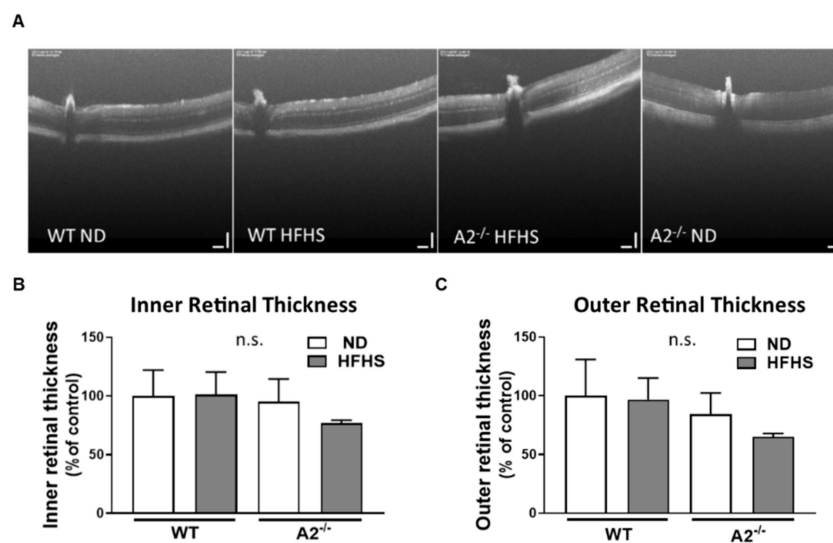 A
WT ND
WT HFHS
A2⁻/⁻ HFHS
A2⁻/⁻ ND
B
Inner Retinal Thickness
Inner retinal thickness
(% of control)
150
100
50
0
n.s.
ND
HFHS
WT
A2⁻/⁻
C
Outer Retinal Thickness
Outer retinal thickness
(% of control)
150
100
50
0
n.s.
ND
HFHS
WT
A2⁻/⁻